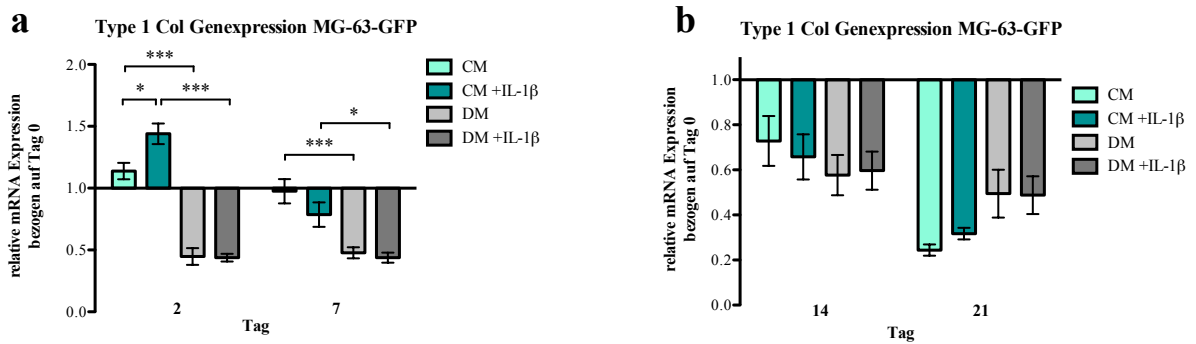 a
Type 1 Col Genexpression MG-63-GFP
relative mRNA Expression
bezogen auf Tag 0
2.0
1.5
1.0
0.5
0.0
***
*
***
*
***
CM
CM +IL-1β
DM
DM +IL-1β
2
7
Tag
b
Type 1 Col Genexpression MG-63-GFP
relative mRNA Expression
bezogen auf Tag 0
1.0
0.8
0.6
0.4
0.2
0.0
CM
CM +IL-1β
DM
DM +IL-1β
14
21
Tag